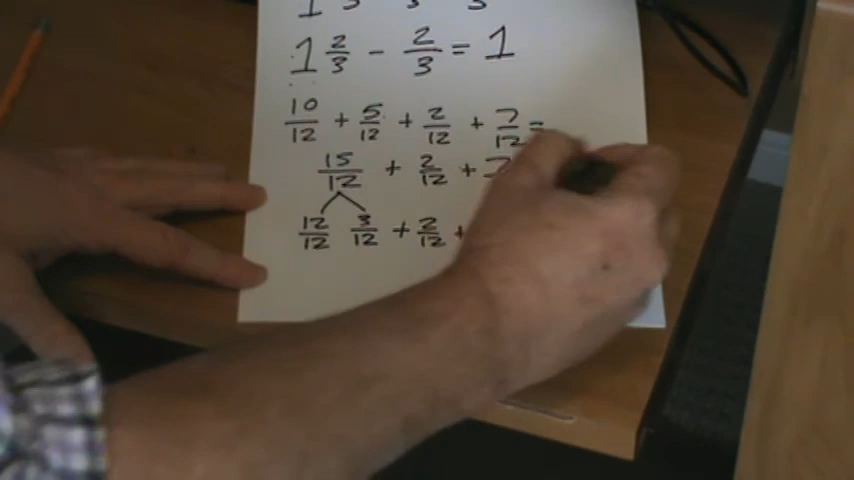 1 2/3 - 2/3 = 1
10/12 + 5/12 + 2/12 + 7/12 =
15/12 + 2/12 + 7
12/12 3/12 + 2/12 +